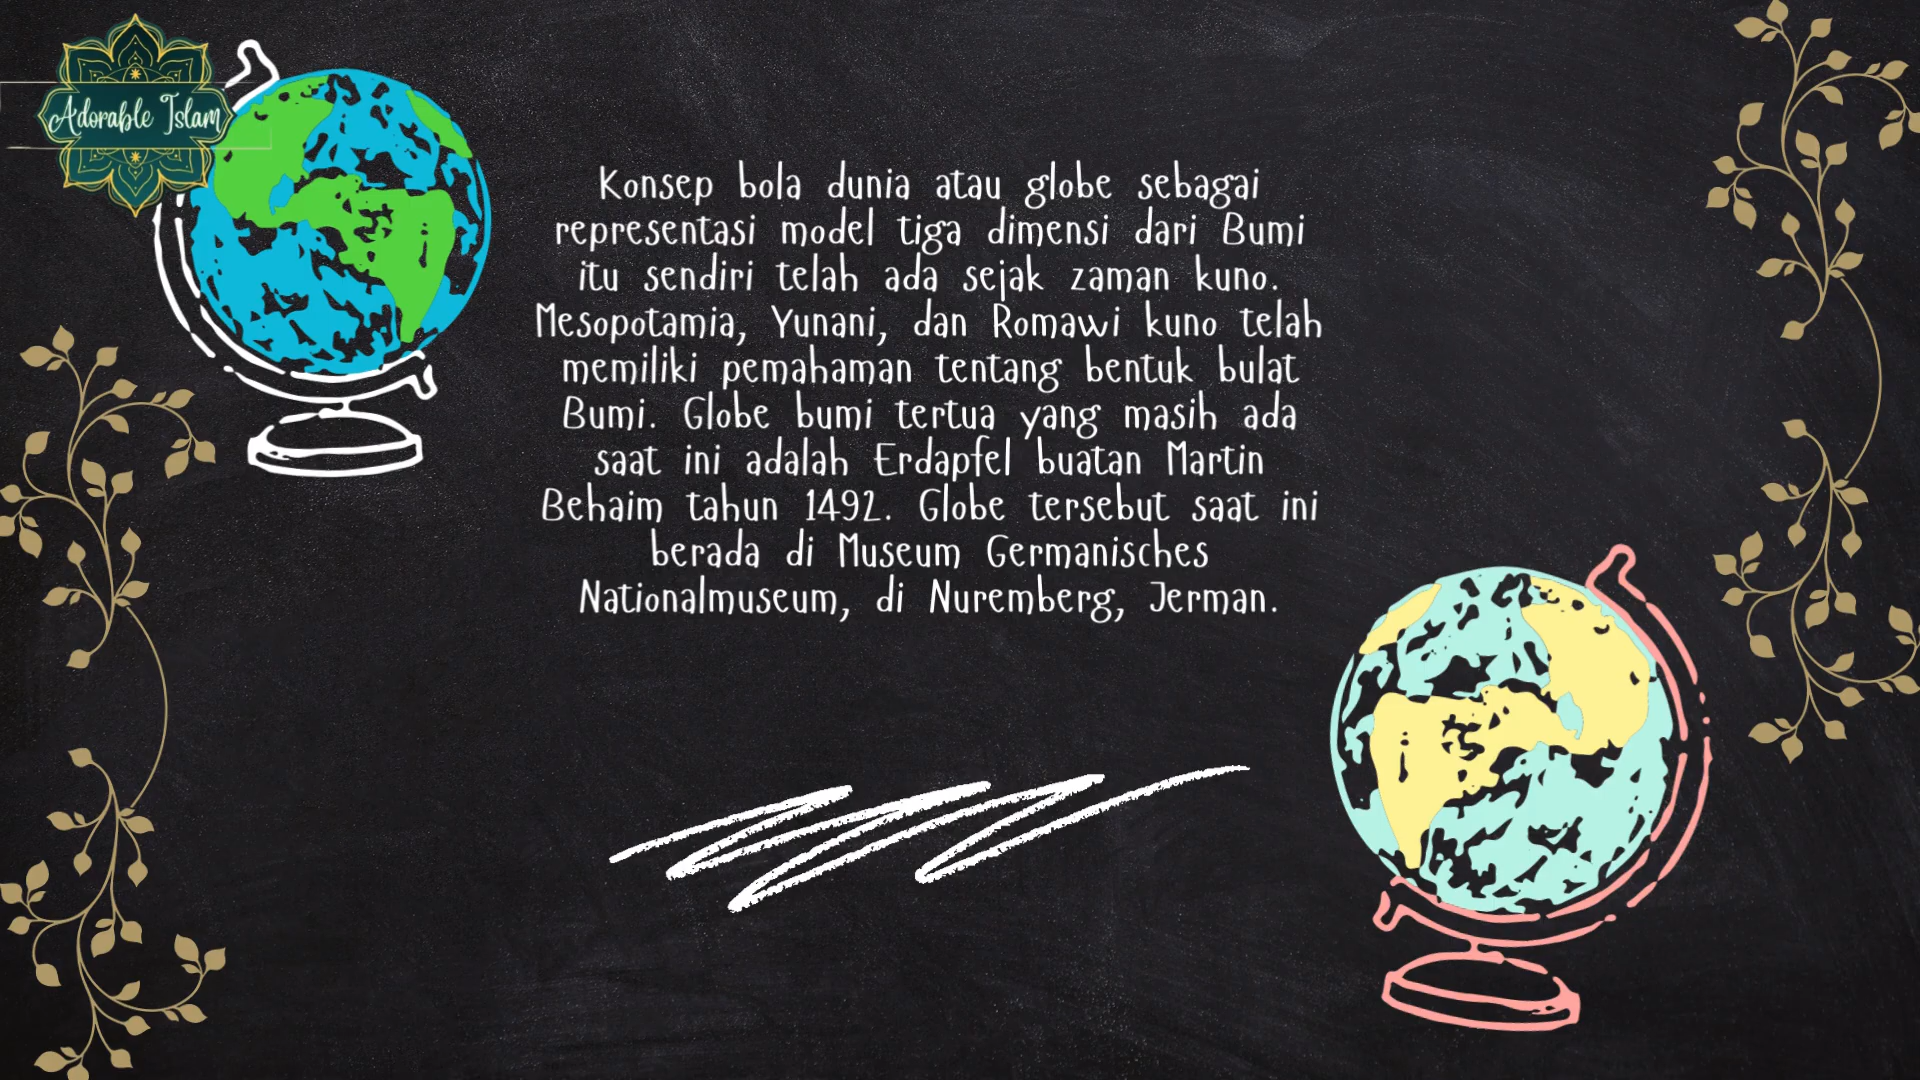 Adorable Islam
Konsep bola dunia atau globe sebagai
representasi model tiga dimensi dari Bumi
itu sendiri telah ada sejak zaman kuno.
Mesopotamia, Yunani, dan Romawi kuno telah
memiliki pemahaman tentang bentuk bulat
Bumi. Globe bumi tertua yang masih ada
saat ini adalah Erdapfel buatan Martin
Behaim tahun 1492. Globe tersebut saat ini
berada di Museum Germanisches
Nationalmuseum, di Nuremberg, Jerman.